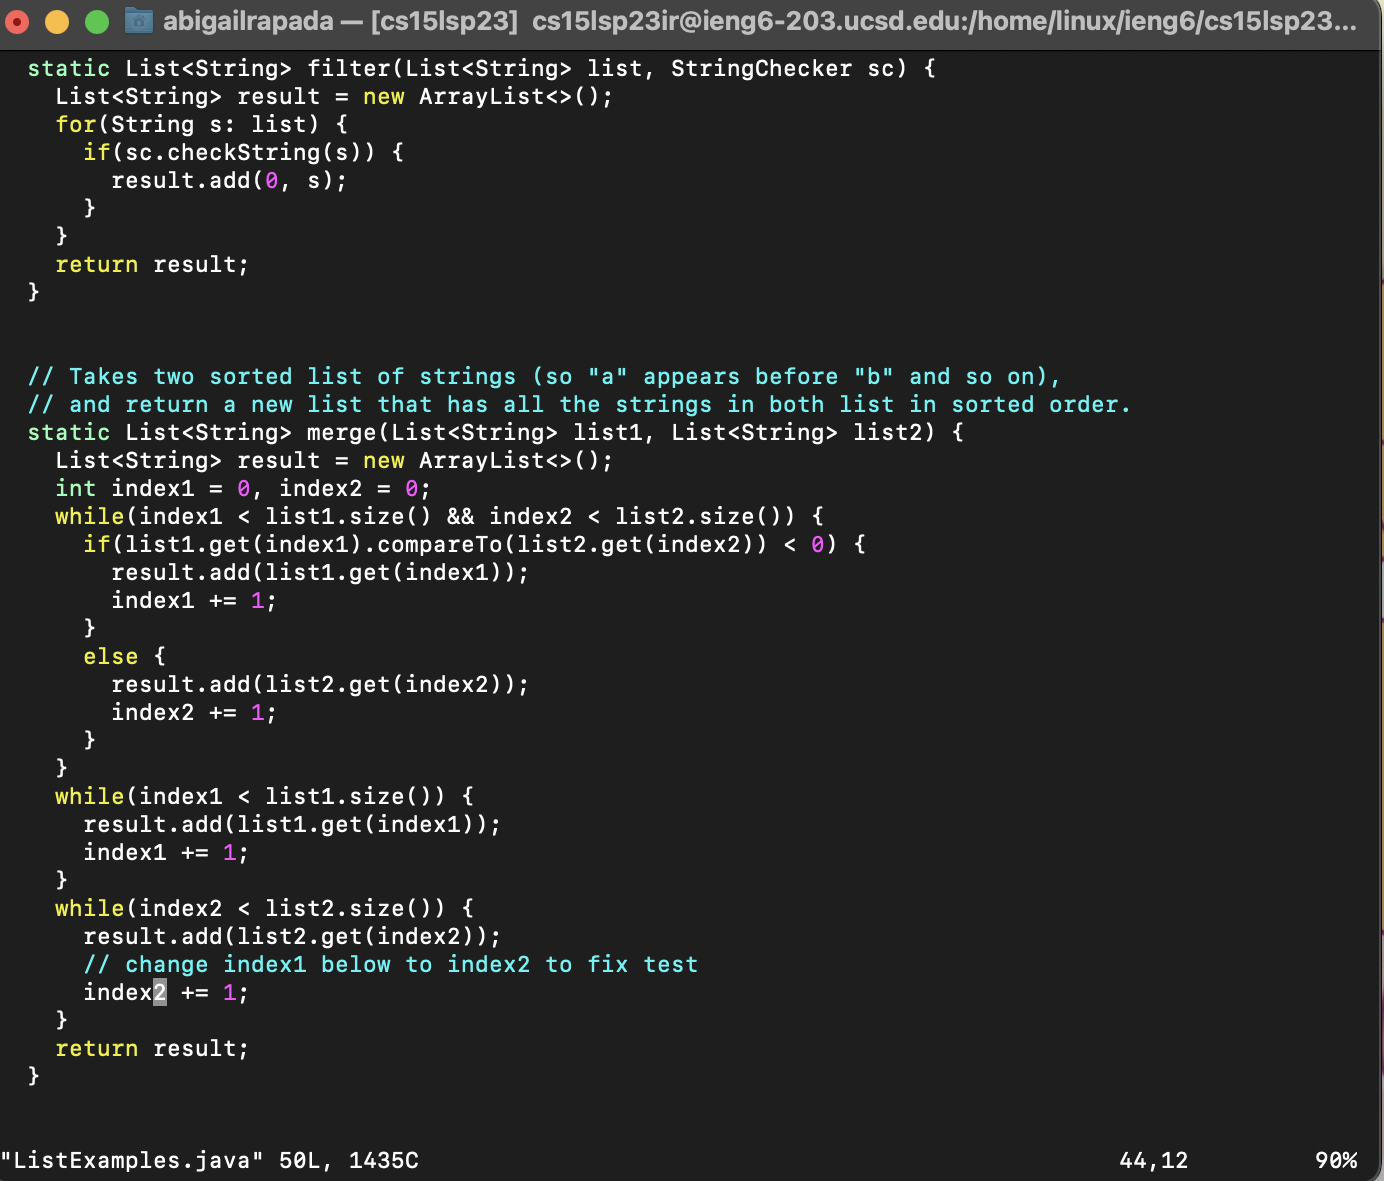 abigailrapada — [cs15lsp23] cs15lsp23ir@ieng6-203.ucsd.edu:/home/linux/ieng6/cs15lsp23...
static List<String> filter(List<String> list, StringChecker sc) {
List<String> result = new ArrayList<>();
for(String s: list) {
if(sc.checkString(s)) {
result.add(0, s);
}
}
return result;
}
// Takes two sorted list of strings (so "a" appears before "b" and so on),
// and return a new list that has all the strings in both list in sorted order.
static List<String> merge(List<String> list1, List<String> list2) {
List<String> result = new ArrayList<>();
int index1 = 0, index2 = 0;
while(index1 < list1.size() && index2 < list2.size()) {
if(list1.get(index1).compareTo(list2.get(index2)) < 0) {
result.add(list1.get(index1));
index1 += 1;
}
else {
result.add(list2.get(index2));
index2 += 1;
}
}
while(index1 < list1.size()) {
result.add(list1.get(index1));
index1 += 1;
}
while(index2 < list2.size()) {
result.add(list2.get(index2));
// change index1 below to index2 to fix test
index2 += 1;
}
return result;
}
"ListExamples.java" 50L, 1435C 44,12 90%